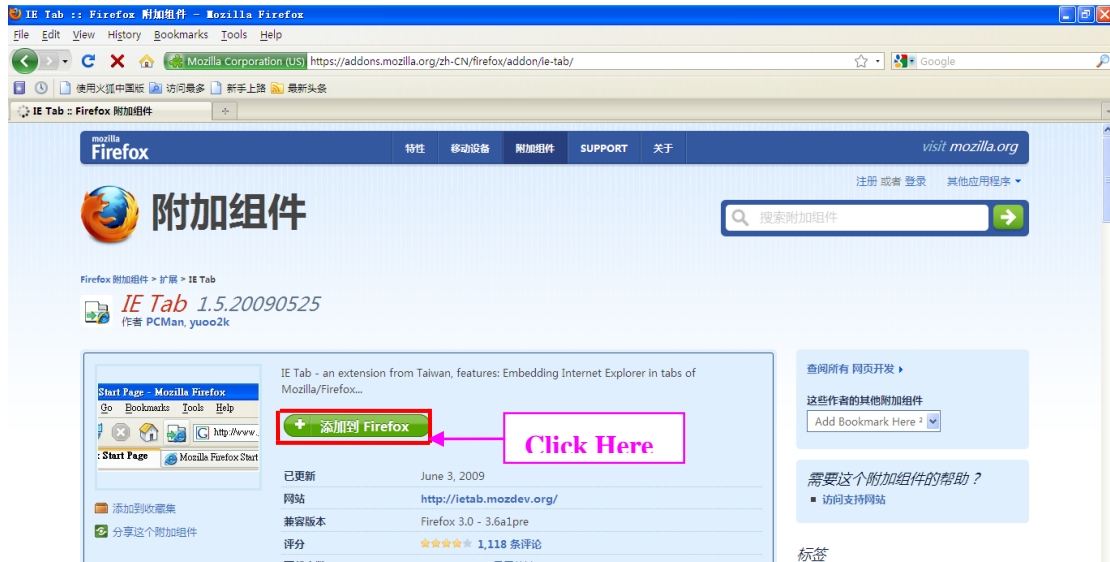 IE Tab :: Firefox 附加组件 - Mozilla Firefox
File Edit View History Bookmarks Tools Help
Mozilla Corporation (US) https://addons.mozilla.org/zh-CN/firefox/addon/ie-tab/
Google
使用火狐中国版 访问最多 新手上路 最新头条
IE Tab :: Firefox 附加组件
mozilla
Firefox
特性 移动设备 附加组件 SUPPORT 关于
visit mozilla.org
注册 或者 登录 其他应用程序
附加组件
搜索附加组件
Firefox 附加组件 > 扩展 > IE Tab
IE Tab 1.5.20090525
作者 PCMan, yuoo2k
IE Tab - an extension from Taiwan, features: Embedding Internet Explorer in tabs of
Mozilla/Firefox...
Start Page - Mozilla Firefox
Go Bookmarks Tools Help
http://www.
: Start Page Mozilla Firefox Start
添加到 Firefox
Click Here
已更新 June 3, 2009
网站 http://ietab.mozdev.org/
兼容版本 Firefox 3.0 - 3.6a1pre
评分 1,118 条评论
添加到收藏集
分享这个附加组件
查阅所有 网页开发
这些作者的其他附加组件
Add Bookmark Here ²
需要这个附加组件的帮助？
访问支持网站
标签